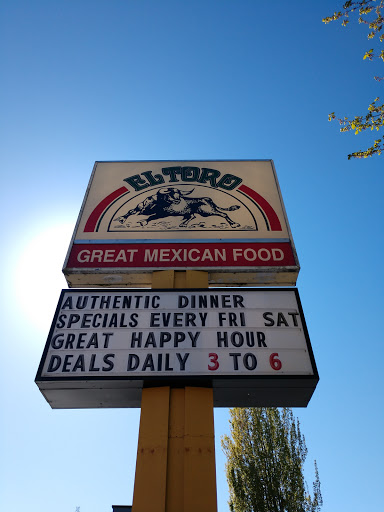 EL TORO
GREAT MEXICAN FOOD
AUTHENTIC DINNER
SPECIALS EVERY FRI SAT
GREAT HAPPY HOUR
DEALS DAILY 3 TO 6